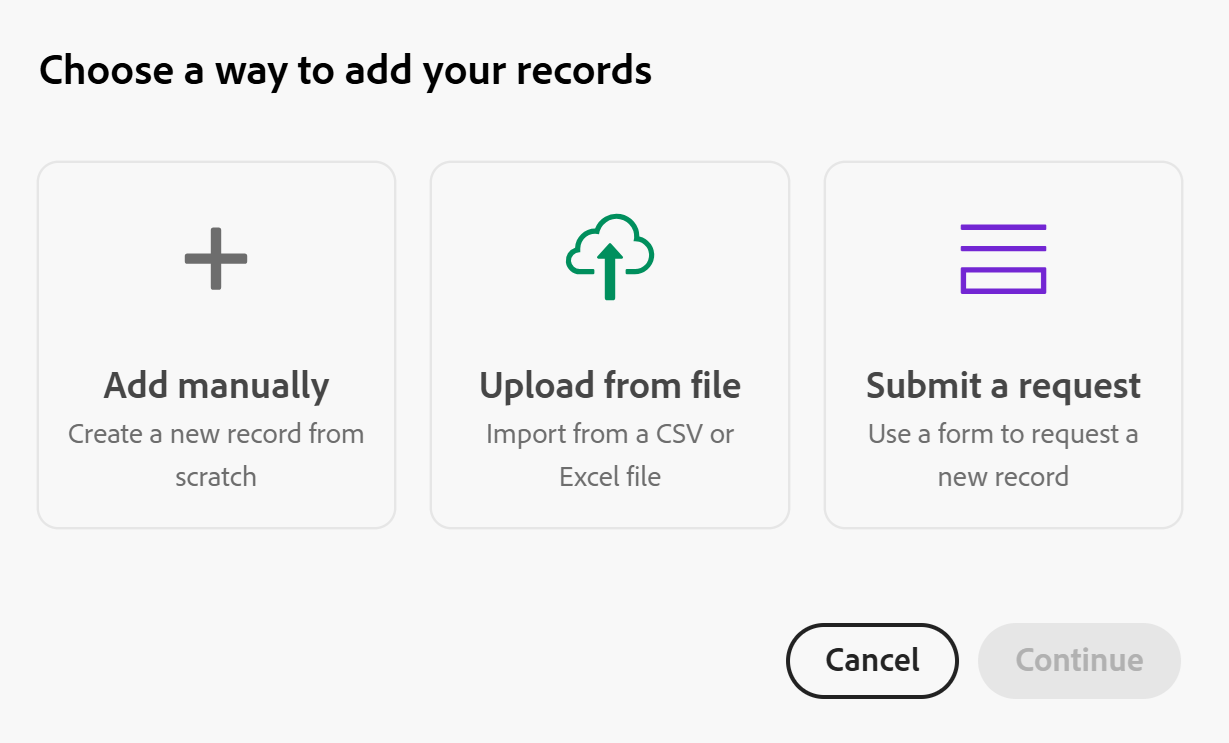 Choose a way to add your records
Add manually
Create a new record from
scratch
Upload from file
Import from a CSV or
Excel file
Submit a request
Use a form to request a
new record
Cancel
Continue